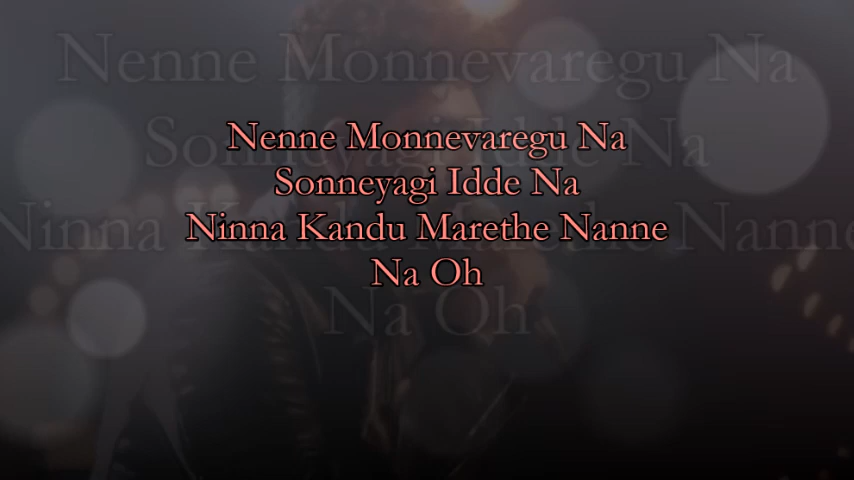 Nenne Monnevaregu Na
Sonneyagi Idde Na
Ninna Kandu Marethe Nanne
Na Oh